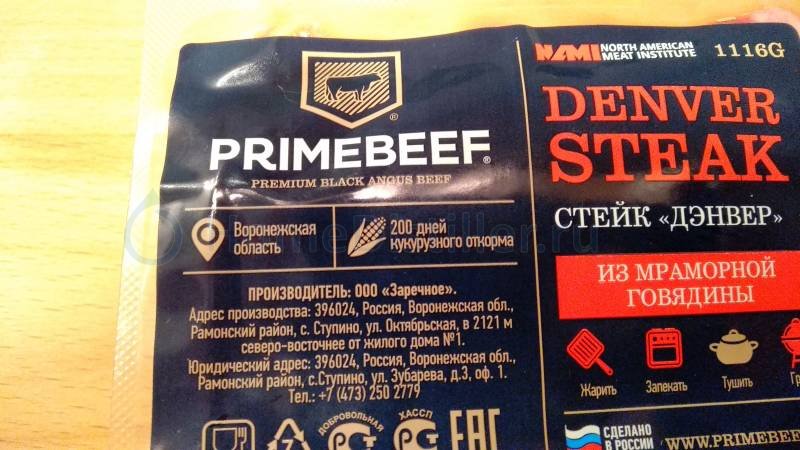 PRIMEBEEF®
PREMIUM BLACK ANGUS BEEF
Воронежская
область
200 дней
кукурузного откорма
ПРОИЗВОДИТЕЛЬ: ООО «Заречное».
Адрес производства: 396024, Россия, Воронежская обл.,
Рамонский район, с. Ступино, ул. Октябрьская, в 2121 м
северо-восточнее от жилого дома №1.
Юридический адрес: 396024, Россия, Воронежская обл.,
Рамонский район, с.Ступино, ул. Зубарева, д.3, оф. 1.
Тел.: +7 (473) 250 2779
7
ДОБРОВОЛЬНАЯ
ХАССП
EAC
NAMI NORTH AMERICAN
MEAT INSTITUTE
1116G
DENVER
STEAK
СТЕЙК «ДЭНВЕР»
ИЗ МРАМОРНОЙ
ГОВЯДИНЫ
Жарить
Запекать
Тушить
СДЕЛАНО
В РОССИИ
WWW.PRIMEBEEF